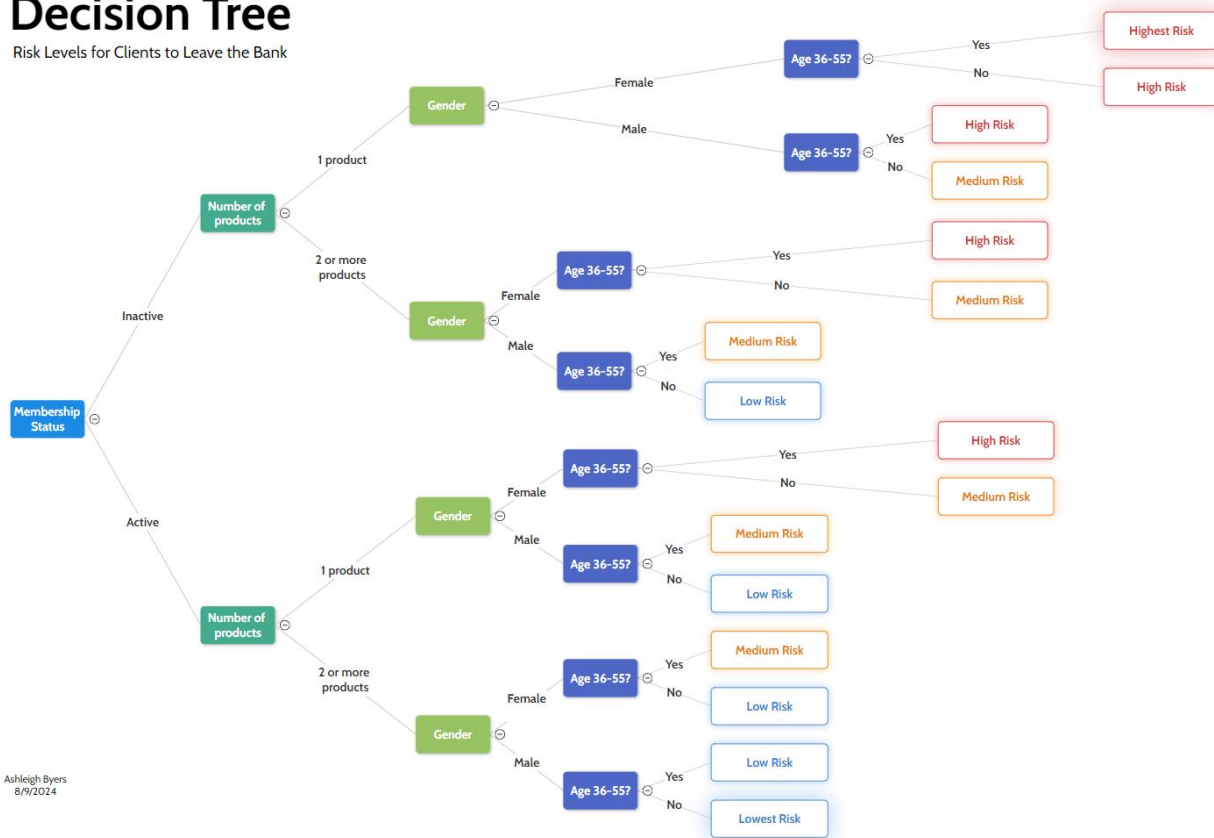 Decision Tree
Risk Levels for Clients to Leave the Bank
Membership
Status
Inactive
Number of
products
1 product
Gender
Female
Age 36-55?
Yes
Highest Risk
No
High Risk
Male
Age 36-55?
Yes
High Risk
No
Medium Risk
2 or more
products
Gender
Female
Age 36-55?
Yes
High Risk
No
Medium Risk
Male
Age 36-55?
Yes
Medium Risk
No
Low Risk
Active
Number of
products
1 product
Gender
Female
Age 36-55?
Yes
High Risk
No
Medium Risk
Male
Age 36-55?
Yes
Medium Risk
No
Low Risk
2 or more
products
Gender
Female
Age 36-55?
Yes
Medium Risk
No
Low Risk
Male
Age 36-55?
Yes
Low Risk
No
Lowest Risk
Ashleigh Byers
8/9/2024